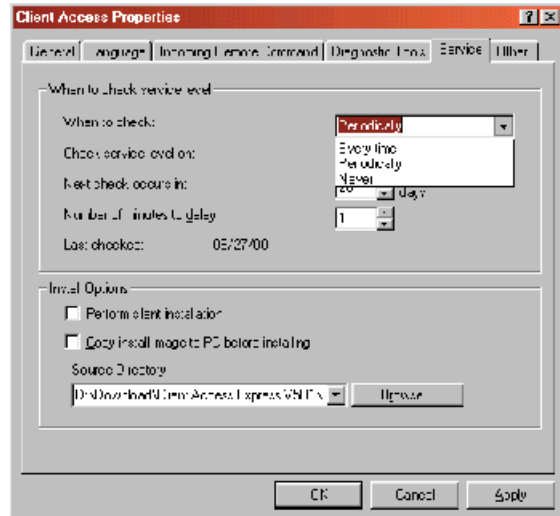 Client Access Properties
General Language Incoming Remote Command Diagnostic Tools Service Other
When to check service level
When to check: Periodically
Every time
Periodically
Never
Check service level on:
Next check occurs in: days
Number of minutes to delay 1
Last checked:
Install Options
Perform silent installation
Copy install image to PC before installing
Source Directory
Browse
OK Cancel Apply